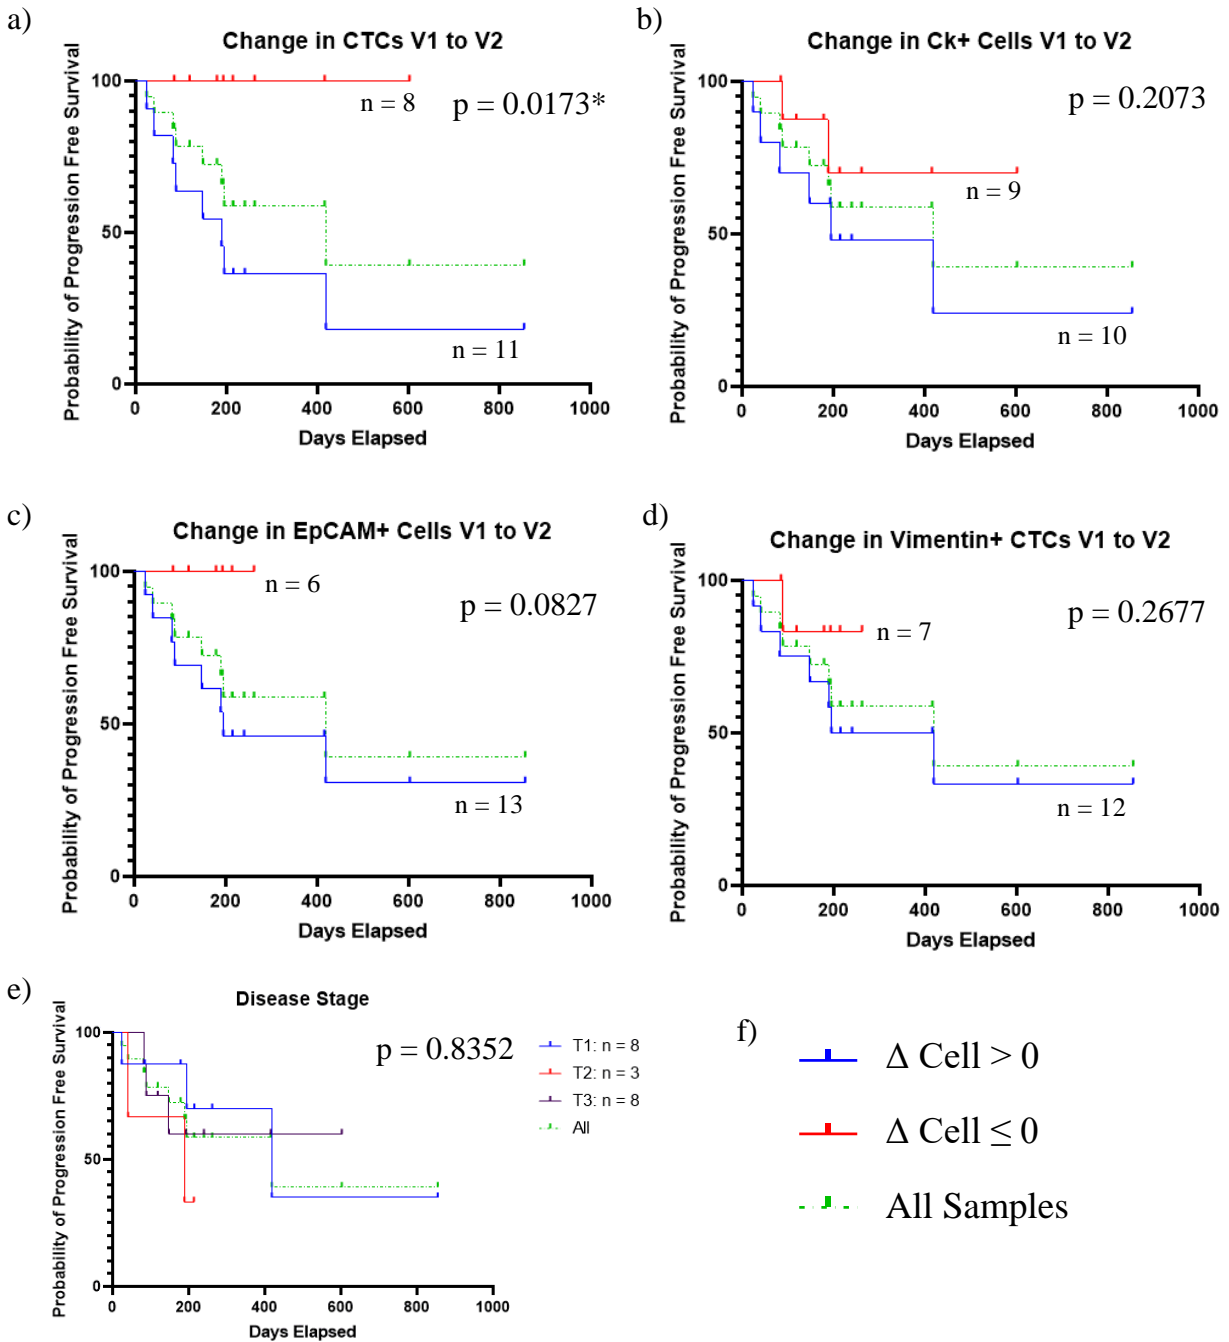 a)
Change in CTCs V1 to V2
Probability of Progression Free Survival
100
50
0
n = 8
p = 0.0173*
n = 11
0 200 400 600 800 1000
Days Elapsed
b)
Change in Ck+ Cells V1 to V2
Probability of Progression Free Survival
100
50
0
p = 0.2073
n = 9
n = 10
0 200 400 600 800 1000
Days Elapsed
c)
Change in EpCAM+ Cells V1 to V2
Probability of Progression Free Survival
100
50
0
n = 6
p = 0.0827
n = 13
0 200 400 600 800 1000
Days Elapsed
d)
Change in Vimentin+ CTCs V1 to V2
Probability of Progression Free Survival
100
50
0
n = 7
p = 0.2677
n = 12
0 200 400 600 800 1000
Days Elapsed
e)
Disease Stage
Probability of Progression Free Survival
100
50
0
p = 0.8352
T1: n = 8
T2: n = 3
T3: n = 8
All
0 200 400 600 800 1000
Days Elapsed
f)
Δ Cell > 0
Δ Cell ≤ 0
All Samples